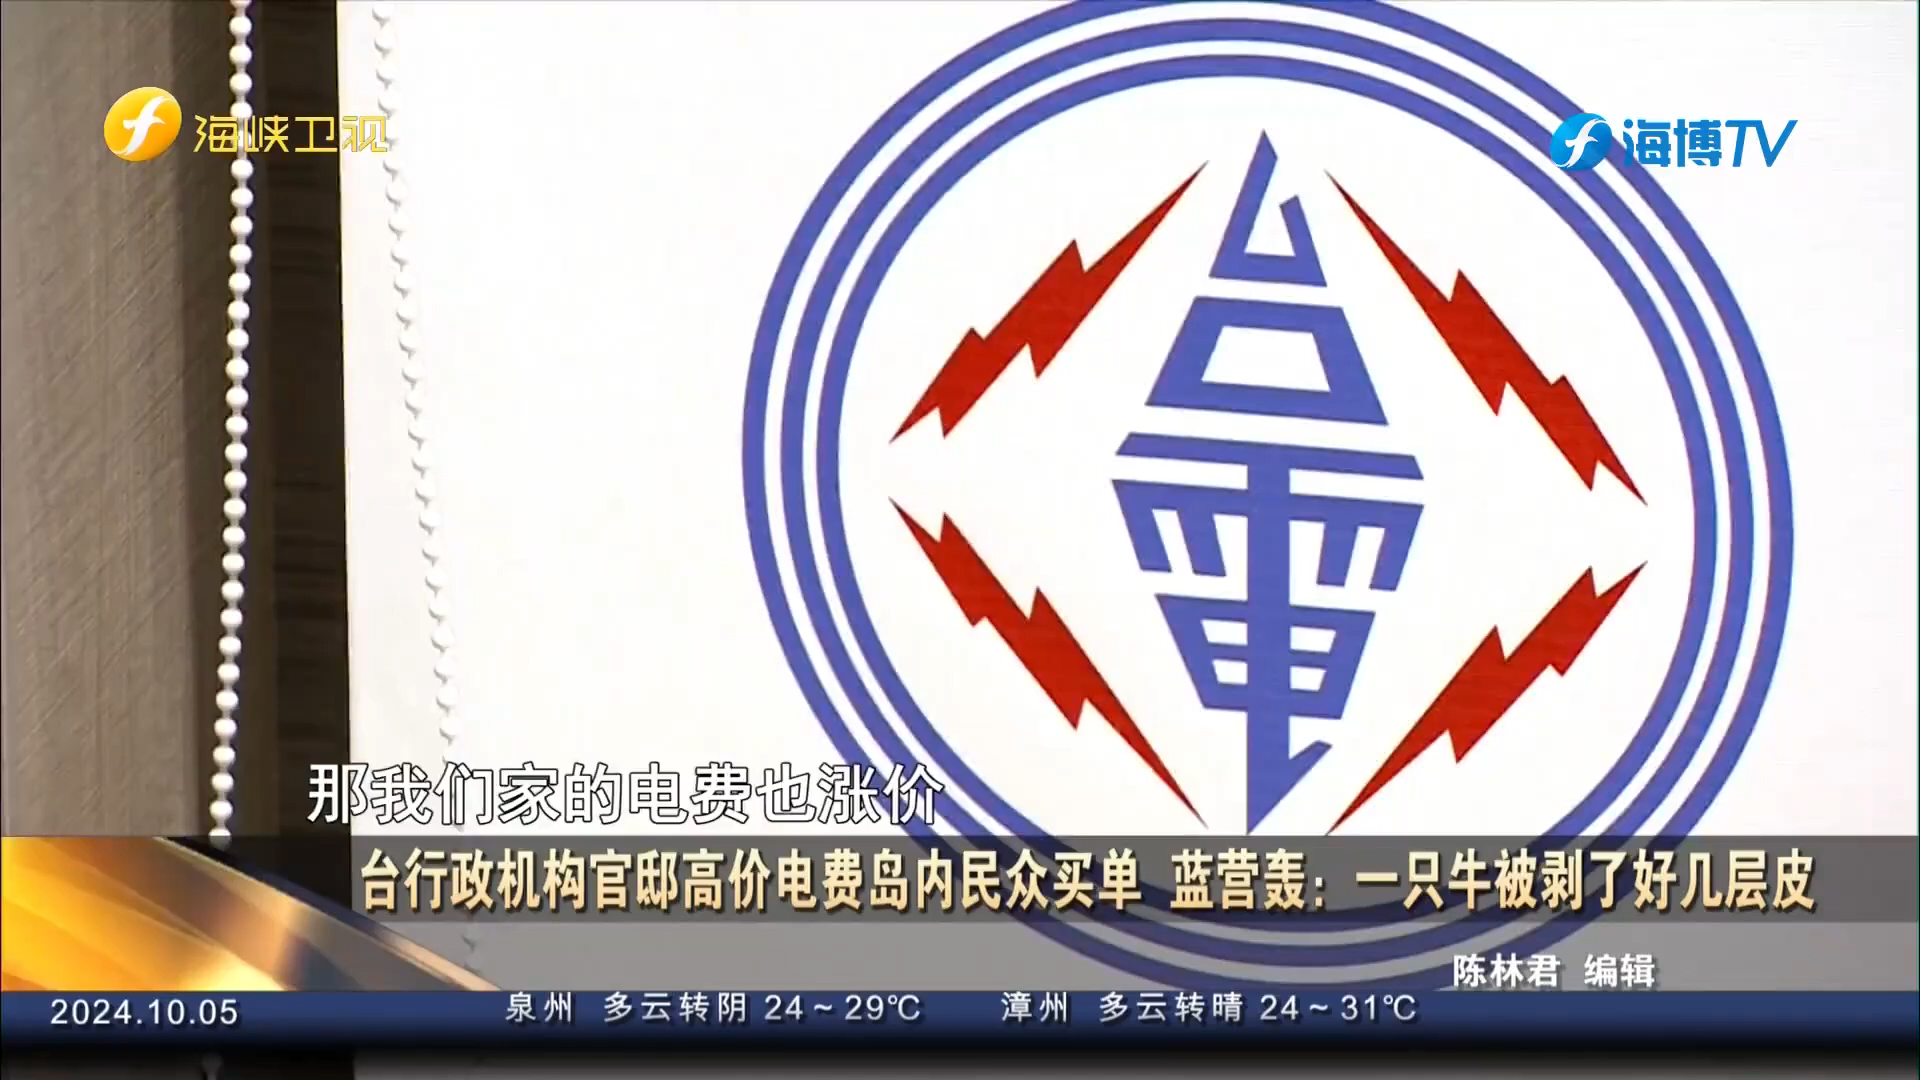 海峡卫视
海博TV
台電
那我们家的电费也涨价
台行政机构官邸高价电费岛内民众买单 蓝营轰：一只牛被剥了好几层皮
陈林君 编辑
2024.10.05 泉州 多云转阴 24～29℃ 漳州 多云转晴 24～31℃